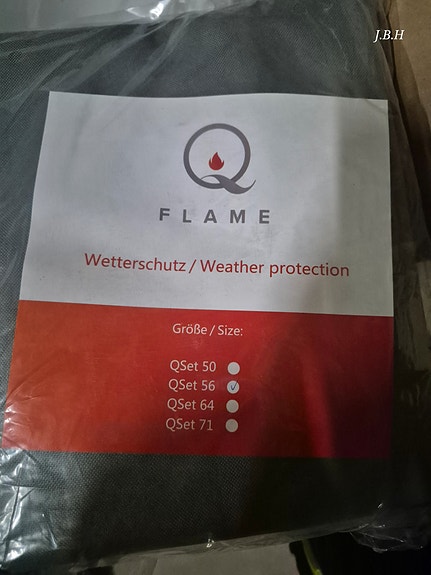 J.B.H
Q
FLAME
Wetterschutz / Weather protection
Größe / Size:
QSet 50
QSet 56 ✓
QSet 64
QSet 71